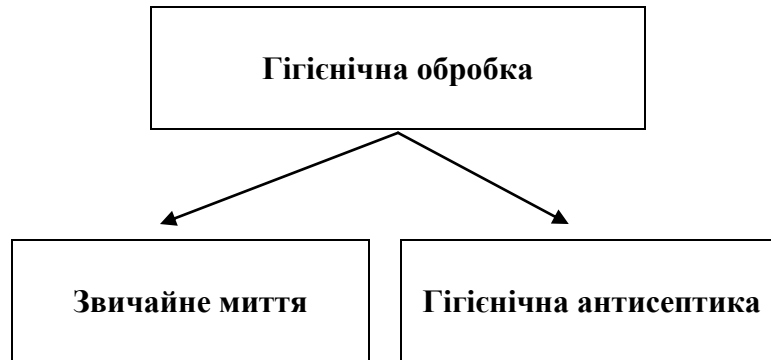 Гігієнічна обробка
Звичайне миття
Гігієнічна антисептика